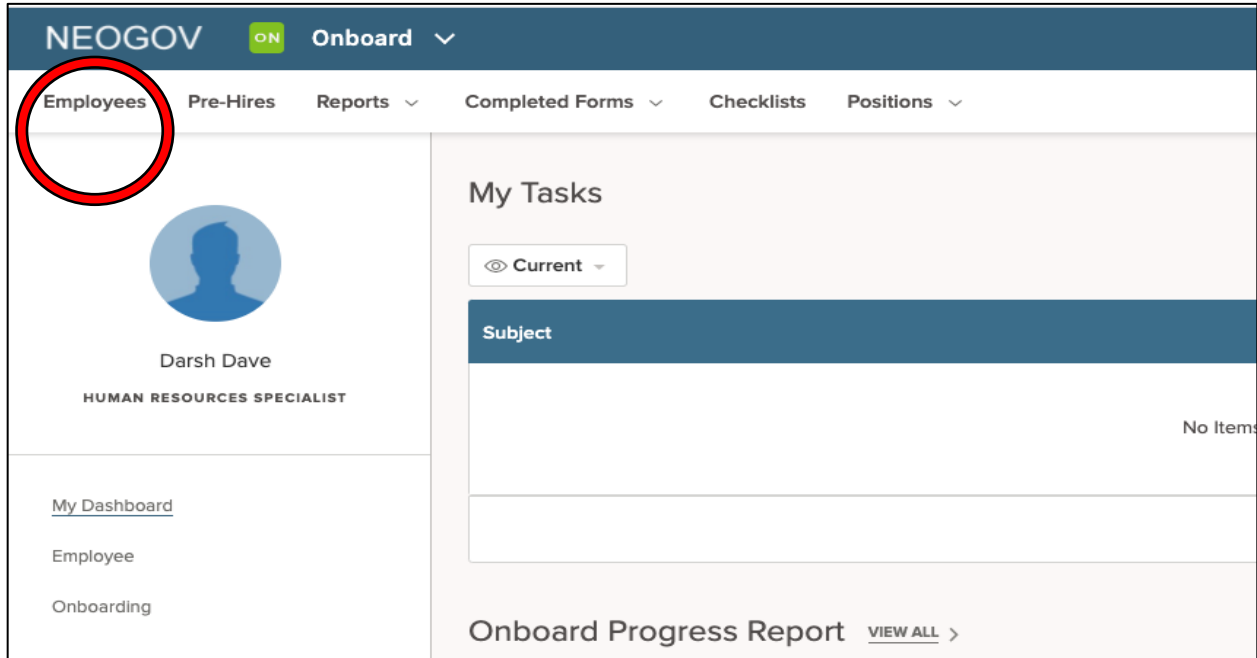 NEOGOV ON Onboard
Employees Pre-Hires Reports Completed Forms Checklists Positions
Darsh Dave
HUMAN RESOURCES SPECIALIST
My Dashboard
Employee
Onboarding
My Tasks
Current
Subject
No Items
Onboard Progress Report VIEW ALL